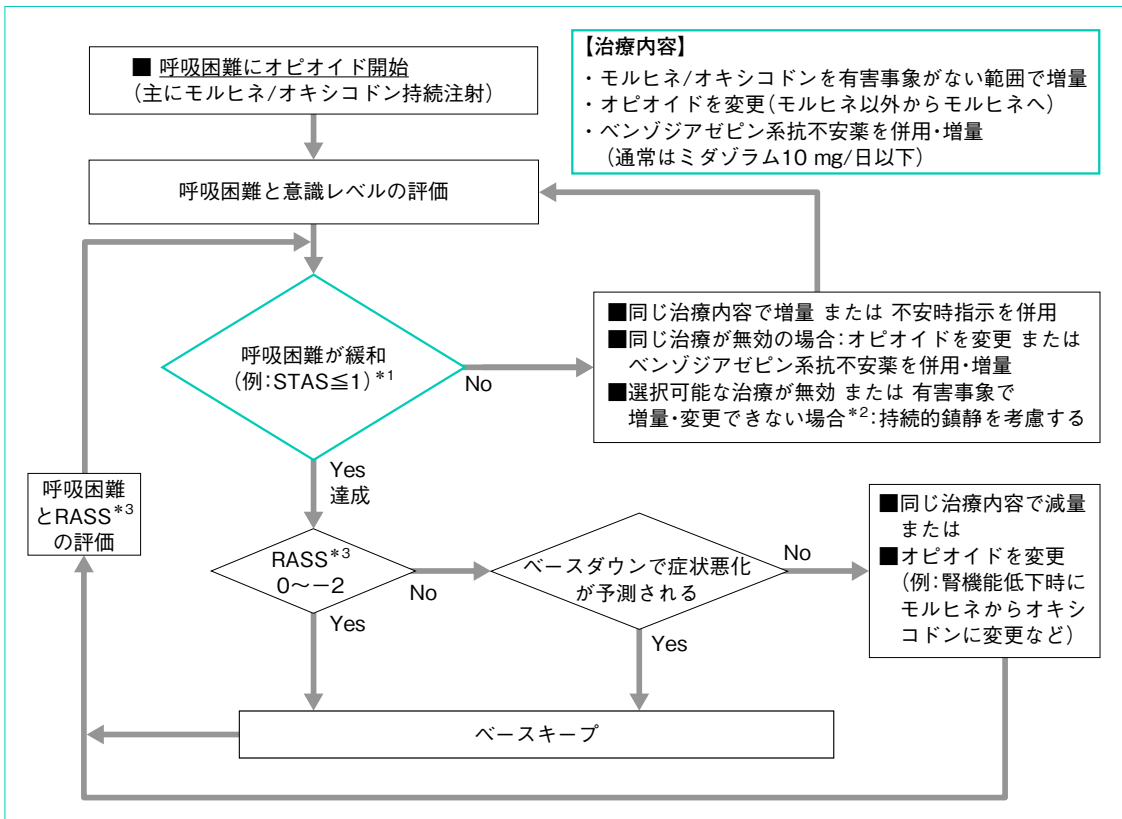 ■ 呼吸困難にオピオイド開始
（主にモルヒネ/オキシコドン持続注射）
【治療内容】
・モルヒネ/オキシコドンを有害事象がない範囲で増量
・オピオイドを変更（モルヒネ以外からモルヒネへ）
・ベンゾジアゼピン系抗不安薬を併用・増量
（通常はミダゾラム10 mg/日以下）
呼吸困難と意識レベルの評価
呼吸困難が緩和
（例：STAS≦1）*1
No
■同じ治療内容で増量 または 不安時指示を併用
■同じ治療が無効の場合：オピオイドを変更 または
ベンゾジアゼピン系抗不安薬を併用・増量
■選択可能な治療が無効 または 有害事象で
増量・変更できない場合*2：持続的鎮静を考慮する
Yes
達成
呼吸困難
とRASS*3
の評価
RASS*3
0〜−2
No
Yes
ベースダウンで症状悪化
が予測される
No
Yes
■同じ治療内容で減量
または
■オピオイドを変更
（例：腎機能低下時に
モルヒネからオキシ
コドンに変更など）
ベースキープ